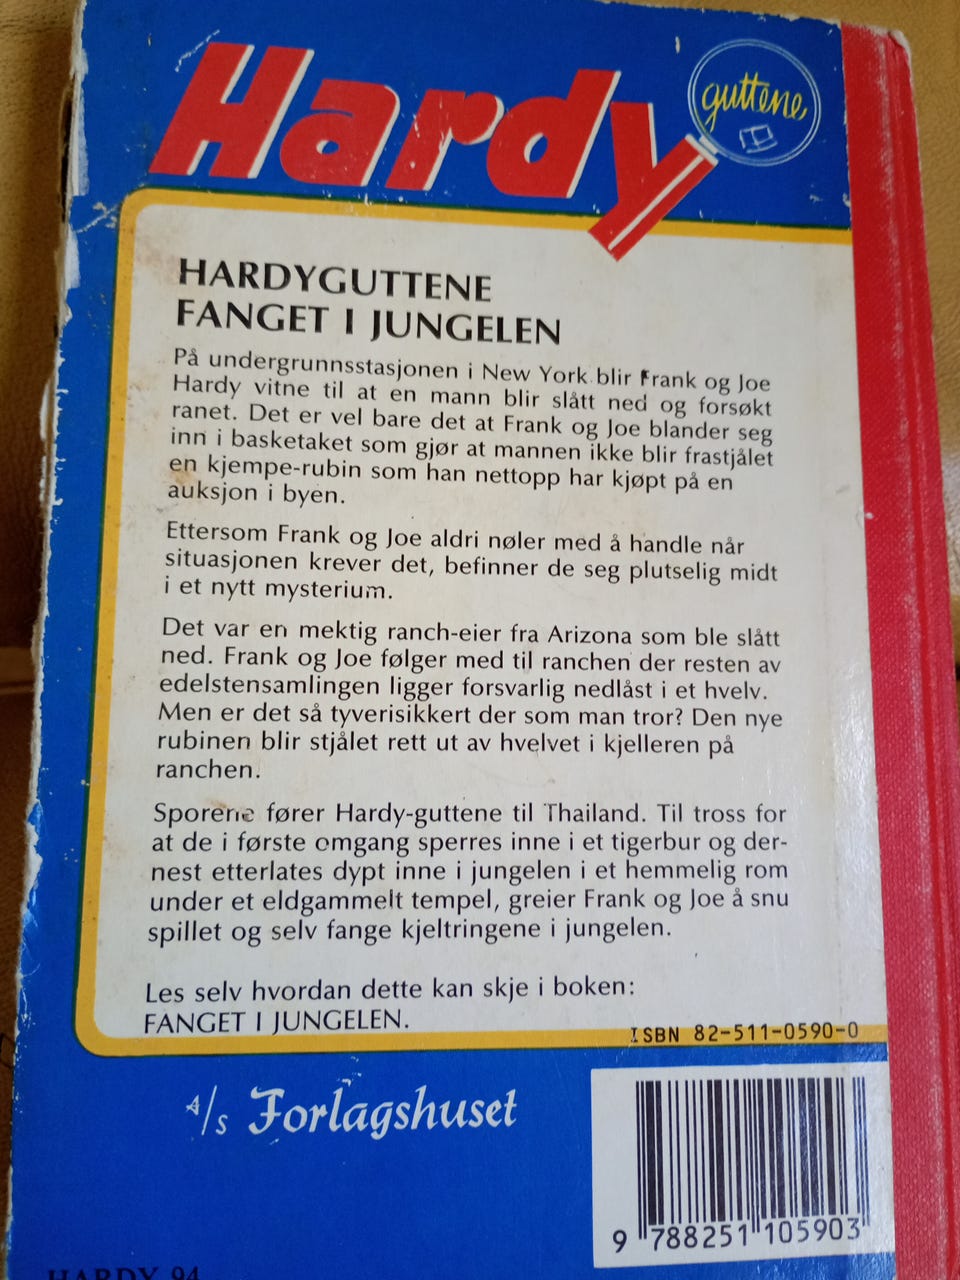 Hardy
guttene
HARDYGUTTENE
FANGET I JUNGELEN
På undergrunnsstasjonen i New York blir Frank og Joe
Hardy vitne til at en mann blir slått ned og forsøkt
ranet. Det er vel bare det at Frank og Joe blander seg
inn i basketaket som gjør at mannen ikke blir frastjålet
en kjempe-rubin som han nettopp har kjøpt på en
auksjon i byen.
Ettersom Frank og Joe aldri nøler med å handle når
situasjonen krever det, befinner de seg plutselig midt
i et nytt mysterium.
Det var en mektig ranch-eier fra Arizona som ble slått
ned. Frank og Joe følger med til ranchen der resten av
edelstensamlingen ligger forsvarlig nedlåst i et hvelv.
Men er det så tyverisikkert der som man tror? Den nye
rubinen blir stjålet rett ut av hvelvet i kjelleren på
ranchen.
Sporene fører Hardy-guttene til Thailand. Til tross for
at de i første omgang sperres inne i et tigerbur og der-
nest etterlates dypt inne i jungelen i et hemmelig rom
under et eldgammelt tempel, greier Frank og Joe å snu
spillet og selv fange kjeltringene i jungelen.
Les selv hvordan dette kan skje i boken:
FANGET I JUNGELEN.
ISBN 82-511-0590-0
A/s Forlagshuset
9 788251 105903
HARDY 94